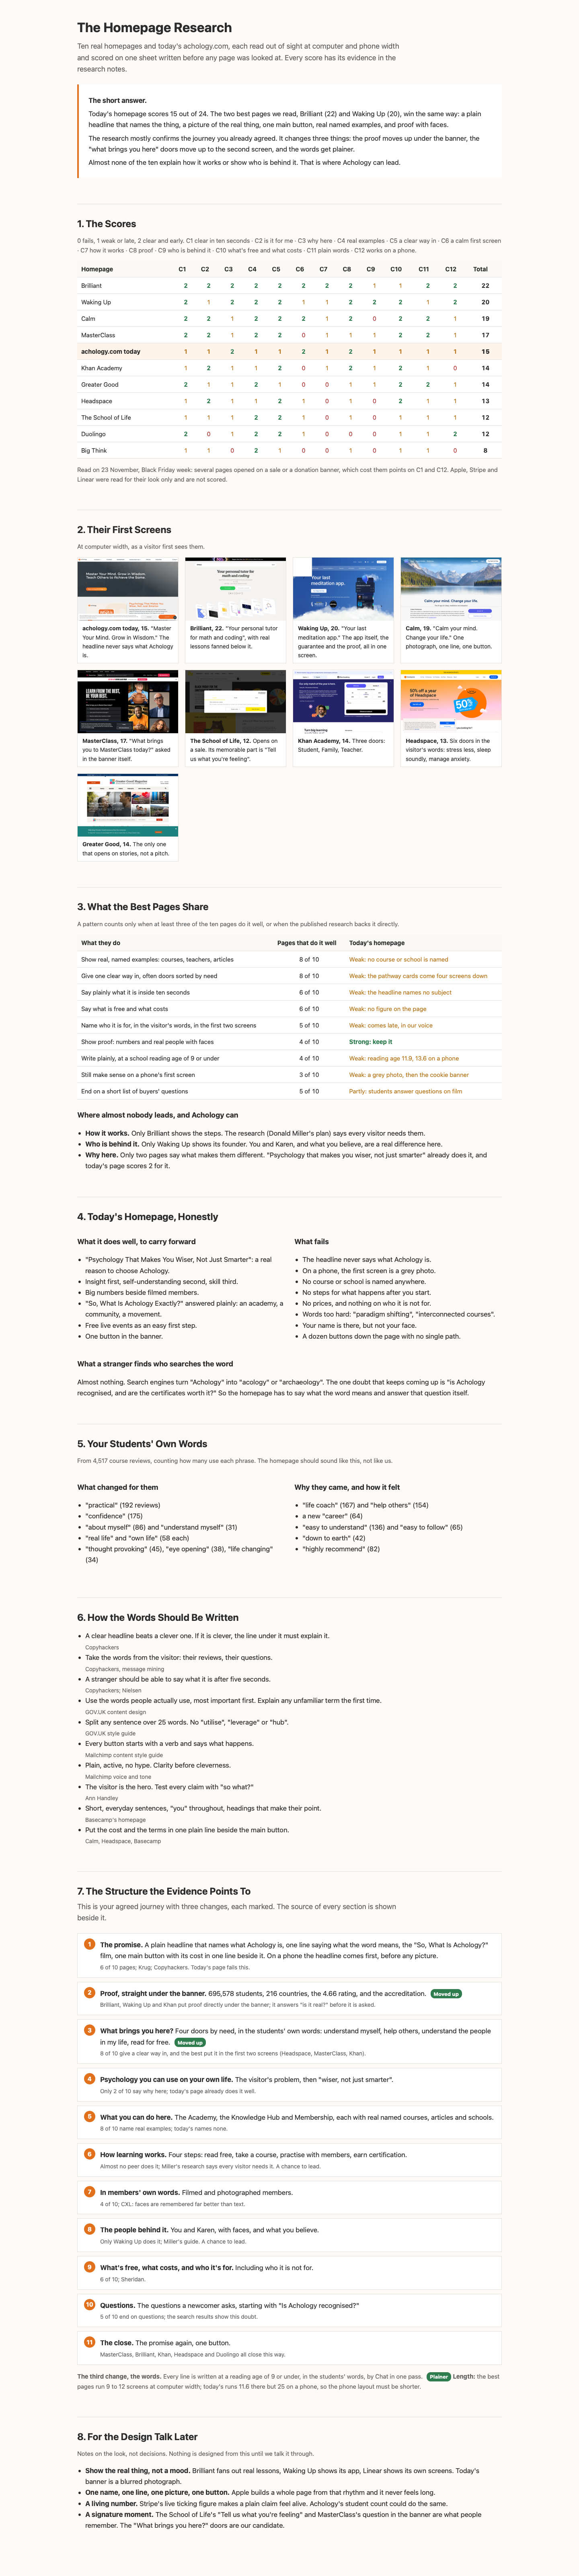 The Homepage Research
Ten real homepages and today's achology.com, each read out of sight at computer and phone width
and scored on one sheet written before any page was looked at. Every score has its evidence in the
research notes.
The short answer.
Today's homepage scores 15 out of 24. The two best pages we read, Brilliant (22) and Waking Up (20), win the same way: a plain
headline that names the thing, a picture of the real thing, one main button, real named examples, and proof with faces.
The research mostly confirms the journey you already agreed. It changes three things: the proof moves up under the banner, the
"what brings you here" doors move up to the second screen, and the words get plainer.
Almost none of the ten explain how it works or show who is behind it. That is where Achology can lead.
1. The Scores
0 fails, 1 weak or late, 2 clear and early. C1 clear in ten seconds · C2 is it for me · C3 why here · C4 real examples · C5 a clear way in · C6 a calm first screen
· C7 how it works · C8 proof · C9 who is behind it · C10 what's free and what costs · C11 plain words · C12 works on a phone.
Homepage C1 C2 C3 C4 C5 C6 C7 C8 C9 C10 C11 C12 Total
Brilliant 2 2 2 2 2 2 2 2 1 1 2 2 22
Waking Up 2 1 2 2 2 1 1 2 2 2 1 2 20
Calm 2 2 1 2 2 2 1 2 0 2 2 1 19
MasterClass 2 2 1 2 2 0 1 1 1 2 2 1 17
achology.com today 1 1 2 1 1 2 1 2 1 1 1 1 15
Khan Academy 1 2 1 1 2 0 1 2 1 2 1 0 14
Greater Good 2 1 1 2 1 0 0 1 1 2 2 1 14
Headspace 1 2 1 1 2 1 0 1 0 2 1 1 13
The School of Life 1 1 1 2 2 1 0 1 0 1 1 1 12
Duolingo 2 0 1 2 2 1 0 0 0 1 1 2 12
Big Think 1 1 0 2 1 0 0 1 0 1 1 0 8
Read on 23 November, Black Friday week: several pages opened on a sale or a donation banner, which cost them points on C1 and C12. Apple, Stripe and
Linear were read for their look only and are not scored.
2. Their First Screens
At computer width, as a visitor first sees them.
Master Your Mind. Grow in Wisdom.
Teach Others to Achieve the Same.
Your personal tutor
for math and coding
Your last
meditation app.
Calm your mind. Change your life.
achology.com today, 15. "Master
Your Mind. Grow in Wisdom." The
headline never says what Achology
is.
Brilliant, 22. "Your personal tutor
for math and coding", with real
lessons fanned below it.
Waking Up, 20. "Your last
meditation app." The app itself, the
guarantee and the proof, all in one
screen.
Calm, 19. "Calm your mind.
Change your life." One
photograph, one line, one button.
LEARN FROM THE BEST,
BE YOUR BEST.
50% off a year
of Headspace
50%
Greater Good Magazine
MasterClass, 17. "What brings
you to MasterClass today?" asked
in the banner itself.
The School of Life, 12. Opens on
a sale. Its memorable part is "Tell
us what you're feeling".
Khan Academy, 14. Three doors:
Student, Family, Teacher.
Headspace, 13. Six doors in the
visitor's words: stress less, sleep
soundly, manage anxiety.
Greater Good, 14. The only one
that opens on stories, not a pitch.
3. What the Best Pages Share
A pattern counts only when at least three of the ten pages do it well, or when the published research backs it directly.
What they do Pages that do it well Today's homepage
Show real, named examples: courses, teachers, articles 8 of 10 Weak: no course or school is named
Give one clear way in, often doors sorted by need 8 of 10 Weak: the pathway cards come four screens down
Say plainly what it is inside ten seconds 6 of 10 Weak: the headline names no subject
Say what is free and what costs 6 of 10 Weak: no figure on the page
Name who it is for, in the visitor's words, in the first two screens 5 of 10 Weak: comes late, in our voice
Show proof: numbers and real people with faces 4 of 10 Strong: keep it
Write plainly, at a school reading age of 9 or under 4 of 10 Weak: reading age 11.9, 13.6 on a phone
Still make sense on a phone's first screen 3 of 10 Weak: a grey photo, then the cookie banner
End on a short list of buyers' questions 5 of 10 Partly: students answer questions on film
Where almost nobody leads, and Achology can
• How it works. Only Brilliant shows the steps. The research (Donald Miller's plan) says every visitor needs them.
• Who is behind it. Only Waking Up shows its founder. You and Karen, and what you believe, are a real difference here.
• Why here. Only two pages say what makes them different. "Psychology that makes you wiser, not just smarter" already does it, and
today's page scores 2 for it.
4. Today's Homepage, Honestly
What it does well, to carry forward
• "Psychology That Makes You Wiser, Not Just Smarter": a real
reason to choose Achology.
• Insight first, self-understanding second, skill third.
• Big numbers beside filmed members.
• "So, What Is Achology Exactly?" answered plainly: an academy, a
community, a movement.
• Free live events as an easy first step.
• One button in the banner.
What fails
• The headline never says what Achology is.
• On a phone, the first screen is a grey photo.
• No course or school is named anywhere.
• No steps for what happens after you start.
• No prices, and nothing on who it is not for.
• Words too hard: "paradigm shifting", "interconnected courses".
• Your name is there, but not your face.
• A dozen buttons down the page with no single path.
What a stranger finds who searches the word
Almost nothing. Search engines turn "Achology" into "acology" or "archaeology". The one doubt that keeps coming up is "is Achology
recognised, and are the certificates worth it?" So the homepage has to say what the word means and answer that question itself.
5. Your Students' Own Words
From 4,517 course reviews, counting how many use each phrase. The homepage should sound like this, not like us.
What changed for them
• "practical" (192 reviews)
• "confidence" (175)
• "about myself" (86) and "understand myself" (31)
• "real life" and "own life" (58 each)
• "thought provoking" (45), "eye opening" (38), "life changing"
(34)
Why they came, and how it felt
• "life coach" (167) and "help others" (154)
• a new "career" (64)
• "easy to understand" (136) and "easy to follow" (65)
• "down to earth" (42)
• "highly recommend" (82)
6. How the Words Should Be Written
• A clear headline beats a clever one. If it is clever, the line under it must explain it.
Copyhackers
• Take the words from the visitor: their reviews, their questions.
Copyhackers, message mining
• A stranger should be able to say what it is after five seconds.
Copyhackers; Nielsen
• Use the words people actually use, most important first. Explain any unfamiliar term the first time.
GOV.UK content design
• Split any sentence over 25 words. No "utilise", "leverage" or "hub".
GOV.UK style guide
• Every button starts with a verb and says what happens.
Mailchimp content style guide
• Plain, active, no hype. Clarity before cleverness.
Mailchimp voice and tone
• The visitor is the hero. Test every claim with "so what?"
Ann Handley
• Short, everyday sentences, "you" throughout, headings that make their point.
Basecamp's homepage
• Put the cost and the terms in one plain line beside the main button.
Calm, Headspace, Basecamp
7. The Structure the Evidence Points To
This is your agreed journey with three changes, each marked. The source of every section is shown
beside it.
1 The promise. A plain headline that names what Achology is, one line saying what the word means, the "So, What Is Achology?"
film, one main button with its cost in one line beside it. On a phone the headline comes first, before any picture.
6 of 10 pages; Krug; Copyhackers. Today's page fails this.
2 Proof, straight under the banner. 695,578 students, 216 countries, the 4.66 rating, and the accreditation. Moved up
Brilliant, Waking Up and Khan put proof directly under the banner; it answers "is it real?" before it is asked.
3 What brings you here? Four doors by need, in the students' own words: understand myself, help others, understand the people
in my life, read for free. Moved up
8 of 10 give a clear way in, and the best put it in the first two screens (Headspace, MasterClass, Khan).
4 Psychology you can use on your own life. The visitor's problem, then "wiser, not just smarter".
Only 2 of 10 say why here; today's page already does it well.
5 What you can do here. The Academy, the Knowledge Hub and Membership, each with real named courses, articles and schools.
8 of 10 name real examples; today's names none.
6 How learning works. Four steps: read free, take a course, practise with members, earn certification.
Almost no peer does it; Miller's research says every visitor needs it. A chance to lead.
7 In members' own words. Filmed and photographed members.
4 of 10; CXL: faces are remembered far better than text.
8 The people behind it. You and Karen, with faces, and what you believe.
Only Waking Up does it; Miller's guide. A chance to lead.
9 What's free, what costs, and who it's for. Including who it is not for.
6 of 10; Sheridan.
10 Questions. The questions a newcomer asks, starting with "Is Achology recognised?"
5 of 10 end on questions; the search results show this doubt.
11 The close. The promise again, one button.
MasterClass, Brilliant, Khan, Headspace and Duolingo all close this way.
The third change, the words. Every line is written at a reading age of 9 or under, in the students' words, by Chat in one pass. Plainer Length: the best
pages run 9 to 12 screens at computer width; today's runs 11.6 there but 25 on a phone, so the phone layout must be shorter.
8. For the Design Talk Later
Notes on the look, not decisions. Nothing is designed from this until we talk it through.
• Show the real thing, not a mood. Brilliant fans out real lessons, Waking Up shows its app, Linear shows its own screens. Today's
banner is a blurred photograph.
• One name, one line, one picture, one button. Apple builds a whole page from that rhythm and it never feels long.
• A living number. Stripe's live ticking figure makes a plain claim feel alive. Achology's student count could do the same.
• A signature moment. The School of Life's "Tell us what you're feeling" and MasterClass's question in the banner are what people
remember. The "What brings you here?" doors are our candidate.